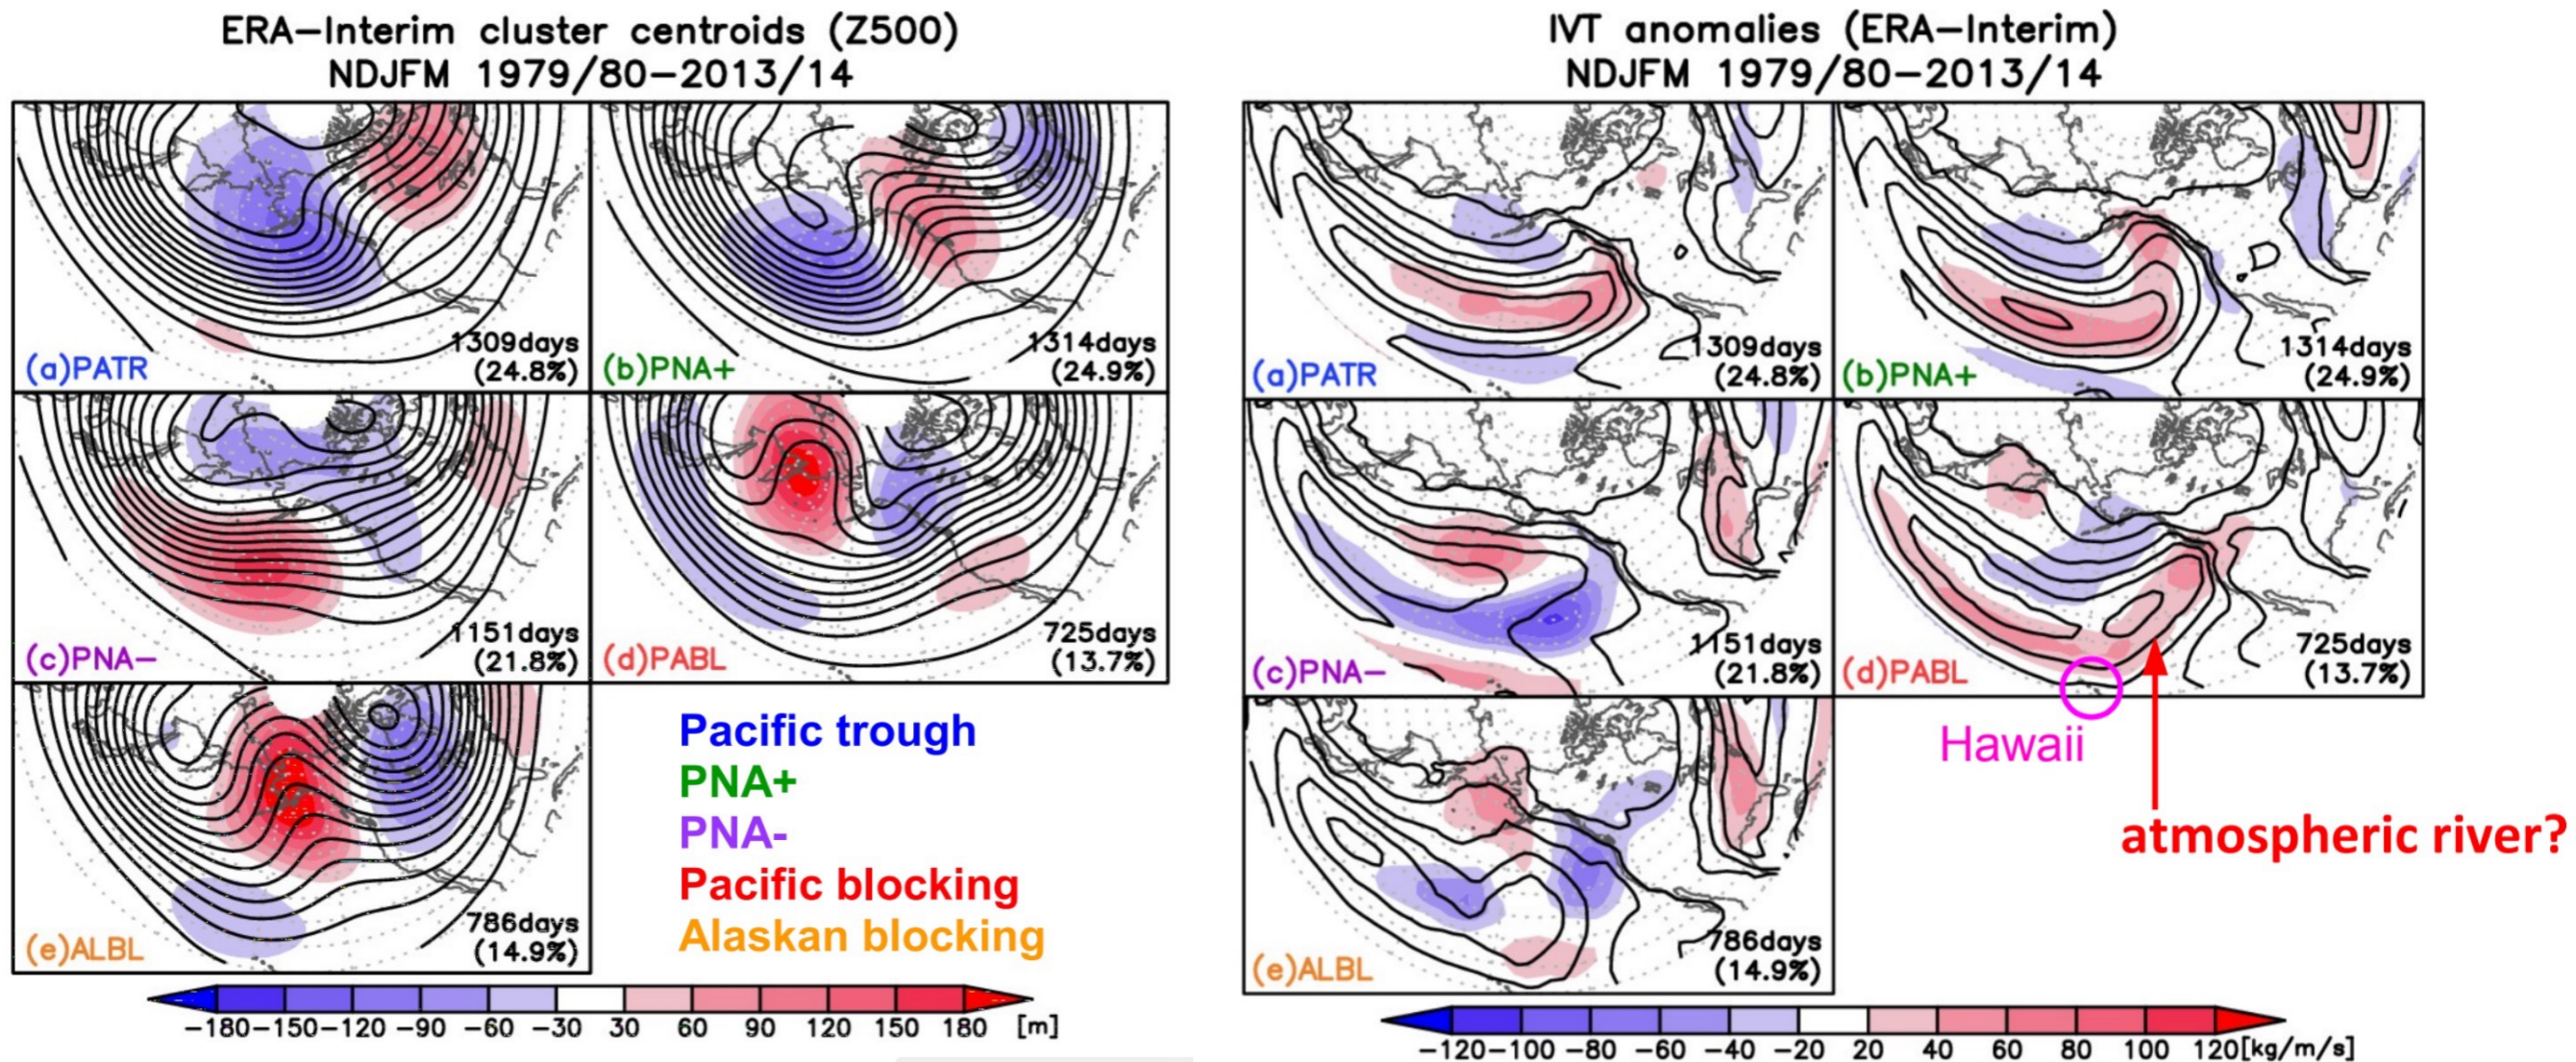 ERA-Interim cluster centroids (Z500)
NDJFM 1979/80-2013/14
1309days
(a)PATR (24.8%)
1314days
(b)PNA+ (24.9%)
1151days
(c)PNA- (21.8%)
725days
(d)PABL (13.7%)
786days
(e)ALBL (14.9%)
Pacific trough
PNA+
PNA-
Pacific blocking
Alaskan blocking
-180 -150 -120 -90 -60 -30 30 60 90 120 150 180 [m]
IVT anomalies (ERA-Interim)
NDJFM 1979/80-2013/14
1309days
(a)PATR (24.8%)
1314days
(b)PNA+ (24.9%)
1151days
(c)PNA- (21.8%)
725days
(d)PABL (13.7%)
Hawaii
atmospheric river?
786days
(e)ALBL (14.9%)
-120 -100 -80 -60 -40 -20 20 40 60 80 100 120[kg/m/s]